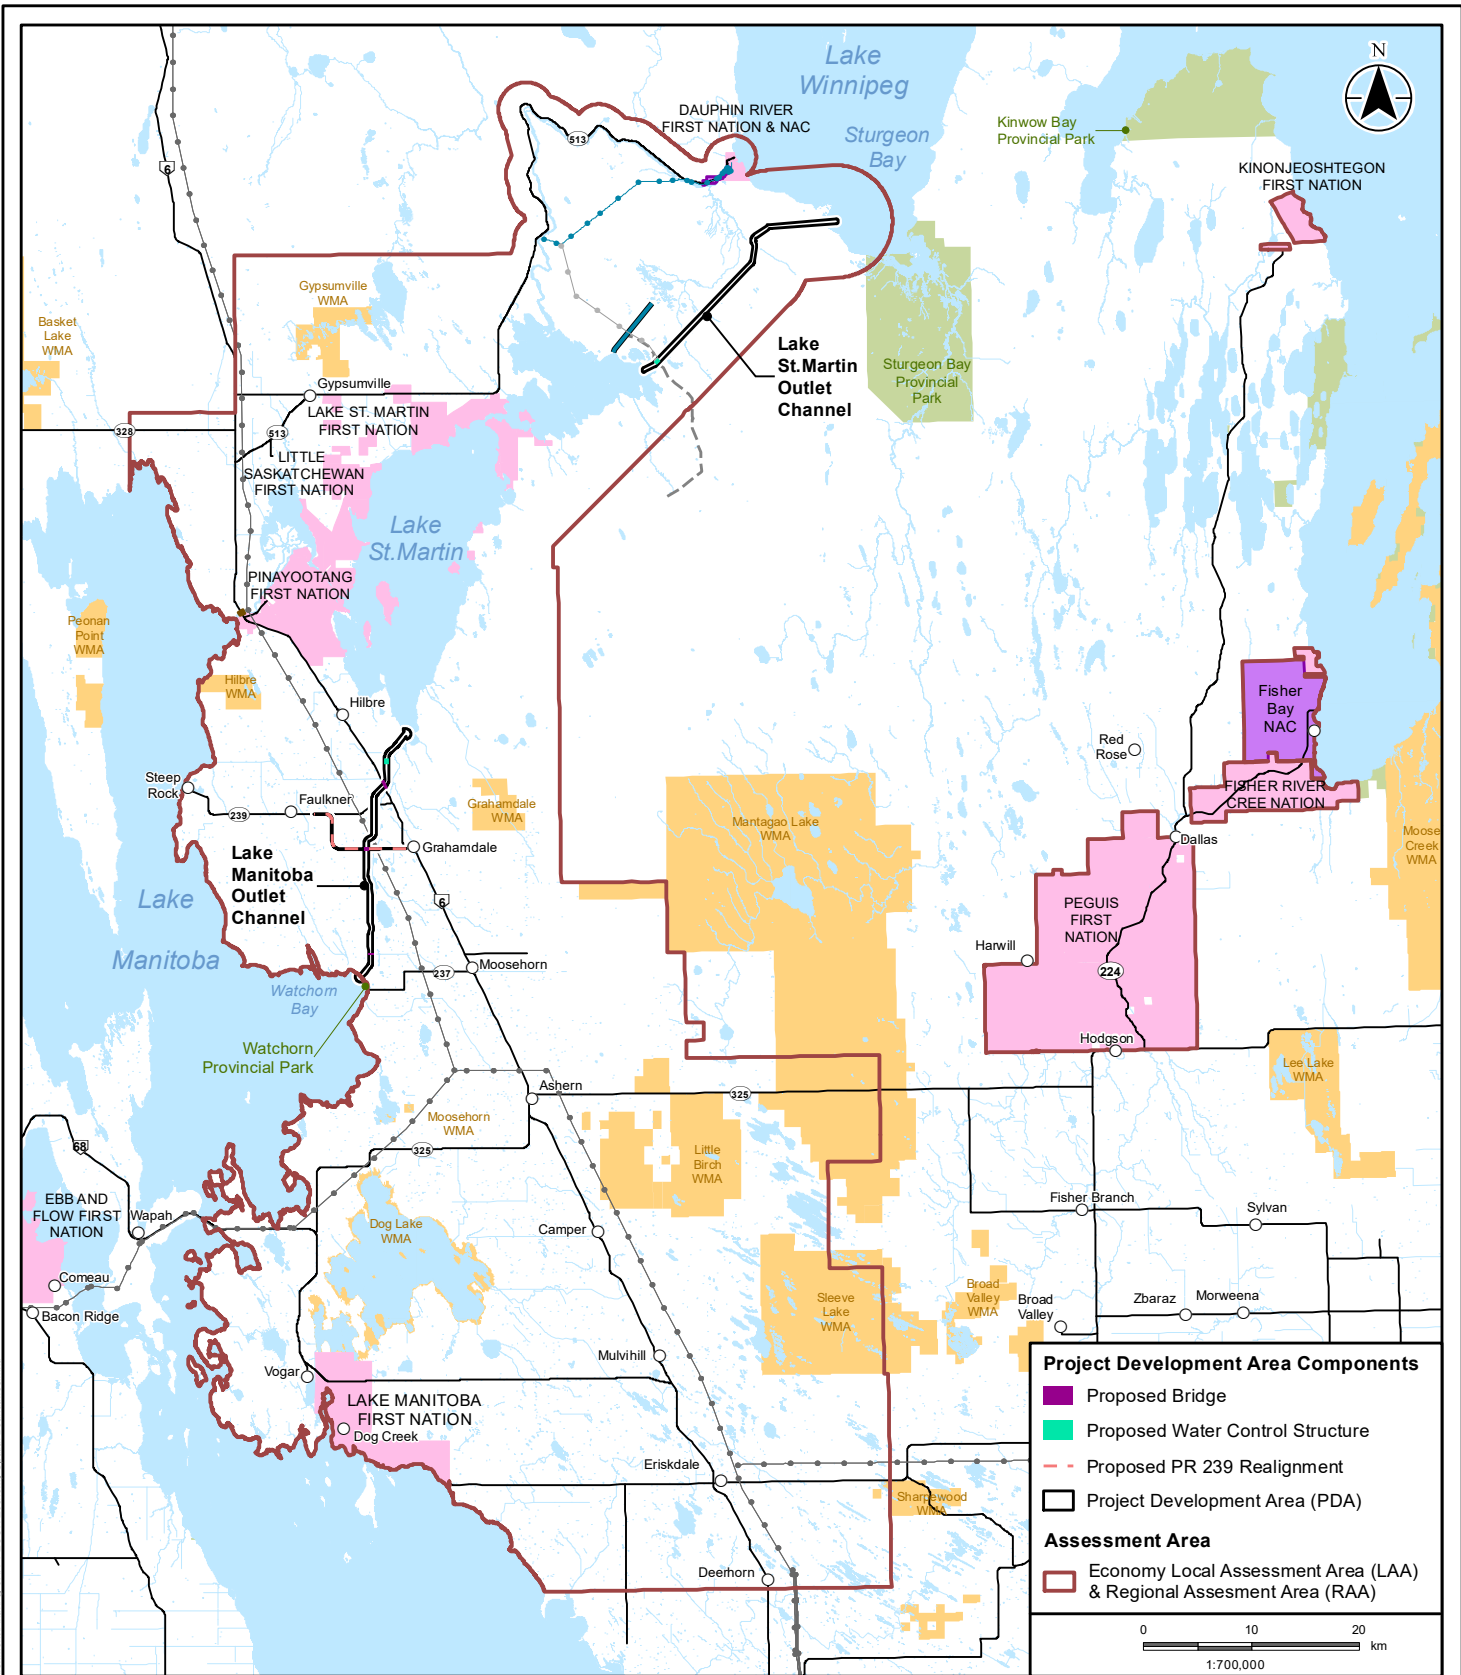 Lake
Winnipeg
N
DAUPHIN RIVER
FIRST NATION & NAC
513
Sturgeon
Bay
Kinwow Bay
Provincial Park
6
KINONJEOSHTEGON
FIRST NATION
Gypsumville
WMA
Basket
Lake
WMA
Lake
St.Martin
Outlet
Channel
Sturgeon Bay
Provincial
Park
Gypsumville
LAKE ST. MARTIN
FIRST NATION
328
513
LITTLE
SASKATCHEWAN
FIRST NATION
Lake
St.Martin
PINAYOOTANG
FIRST NATION
Peonan
Point
WMA
Hilbre
WMA
Hilbre
Fisher
Bay
NAC
Red
Rose
Steep
Rock
Faulkner
239
Grahamdale
WMA
FISHER RIVER
CREE NATION
Mantagao Lake
WMA
Moose
Creek
WMA
Dallas
Grahamdale
Lake
Manitoba
Outlet
Channel
Lake
Manitoba
6
PEGUIS
FIRST
NATION
Harwill
224
Moosehorn
237
Watchorn
Bay
Watchorn
Provincial Park
Hodgson
Lee Lake
WMA
Ashern
325
Moosehorn
WMA
325
68
Little
Birch
WMA
EBB AND
FLOW FIRST
NATION
Wapah
Dog Lake
WMA
Camper
Fisher Branch
Sylvan
Comeau
Bacon Ridge
Sleeve
Lake
WMA
Broad
Valley
WMA
Broad
Valley
Zbaraz
Morweena
Mulvihill
Vogar
LAKE MANITOBA
FIRST NATION
Dog Creek
Eriksdale
Sharpewood
WMA
Deerhorn
Project Development Area Components
Proposed Bridge
Proposed Water Control Structure
Proposed PR 239 Realignment
Project Development Area (PDA)
Assessment Area
Economy Local Assessment Area (LAA)
& Regional Assesment Area (RAA)
0 10 20
km
1:700,000